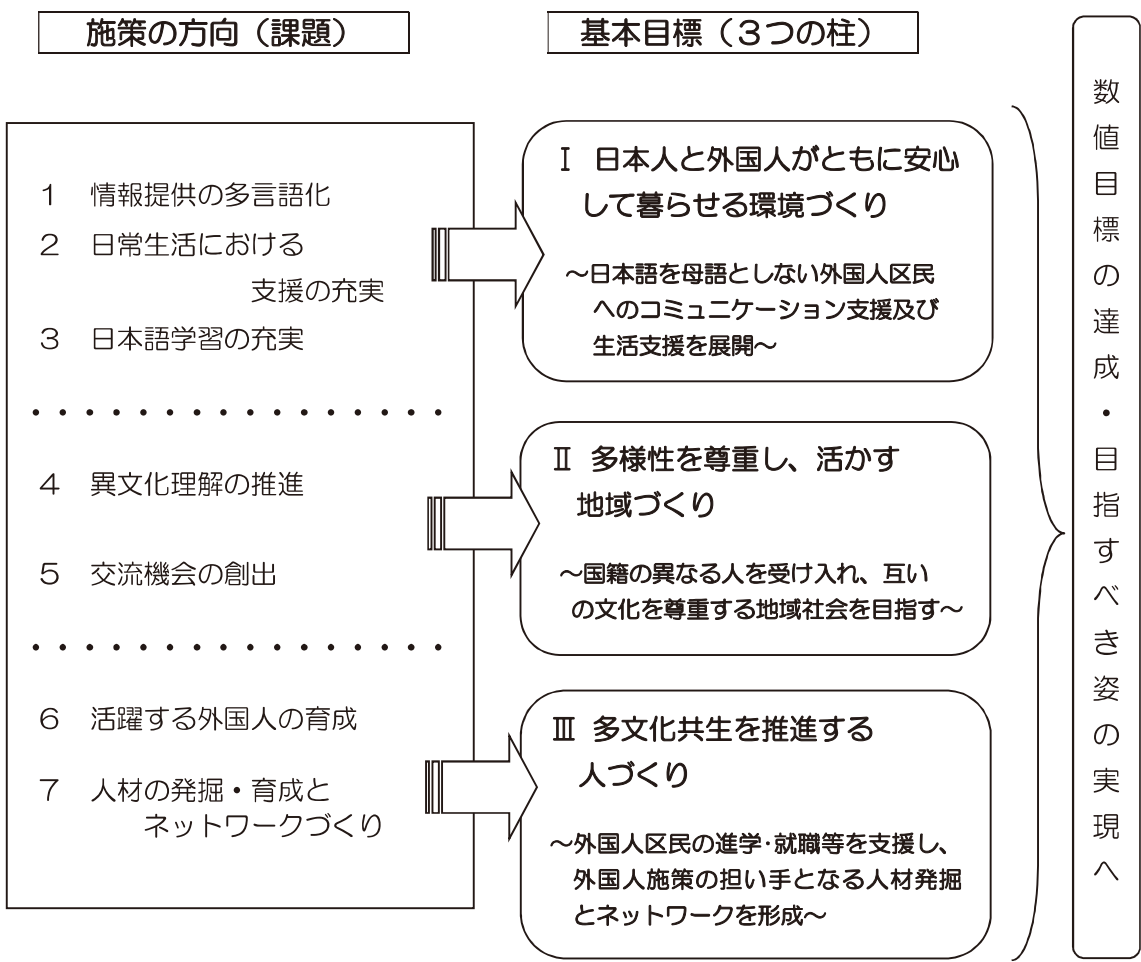 施策の方向（課題）
基本目標（３つの柱）
１　情報提供の多言語化
２　日常生活における
支援の充実
３　日本語学習の充実
４　異文化理解の推進
５　交流機会の創出
６　活躍する外国人の育成
７　人材の発掘・育成と
ネットワークづくり
Ⅰ　日本人と外国人がともに安心
して暮らせる環境づくり
～日本語を母語としない外国人区民
へのコミュニケーション支援及び
生活支援を展開～
Ⅱ　多様性を尊重し、活かす
地域づくり
～国籍の異なる人を受け入れ、互い
の文化を尊重する地域社会を目指す～
Ⅲ　多文化共生を推進する
人づくり
～外国人区民の進学・就職等を支援し、
外国人施策の担い手となる人材発掘
とネットワークを形成～
数値目標の達成・目指すべき姿の実現へ